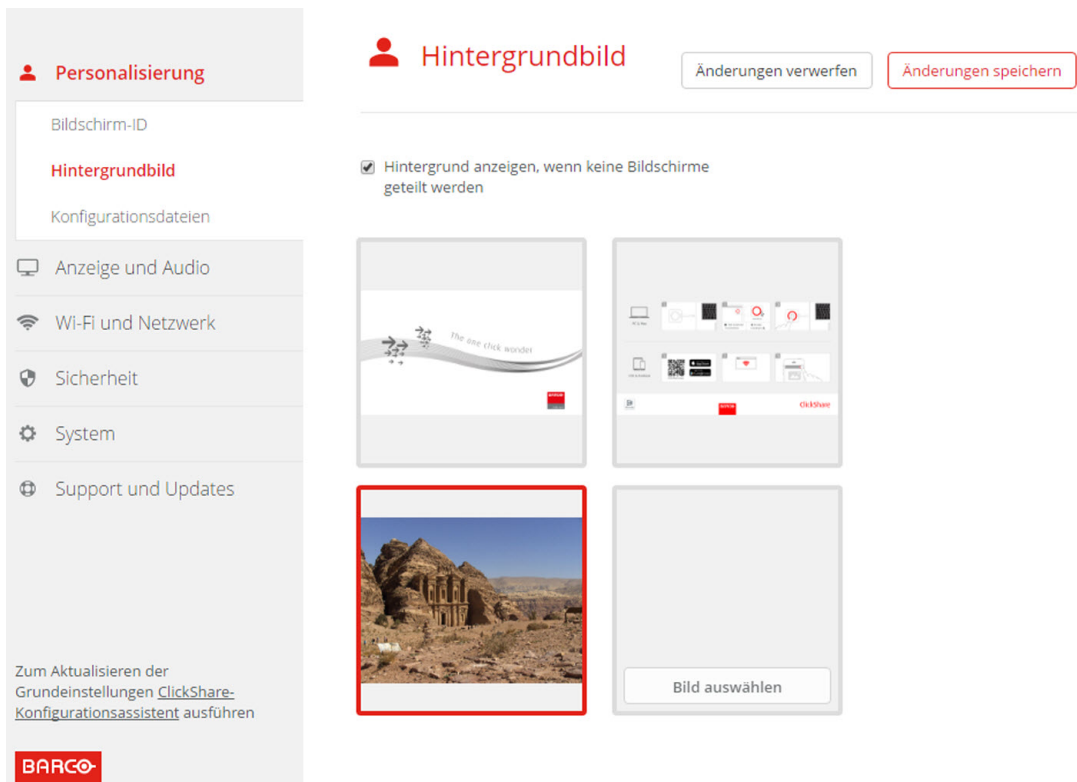 Personalisierung
Bildschirm-ID
Hintergrundbild
Konfigurationsdateien
Anzeige und Audio
Wi-Fi und Netzwerk
Sicherheit
System
Support und Updates
Zum Aktualisieren der
Grundeinstellungen ClickShare-
Konfigurationsassistent ausführen
BARCO
Hintergrundbild
Änderungen verwerfen
Änderungen speichern
Hintergrund anzeigen, wenn keine Bildschirme
geteilt werden
The one click wonder
BARCO
ClickShare
Bild auswählen